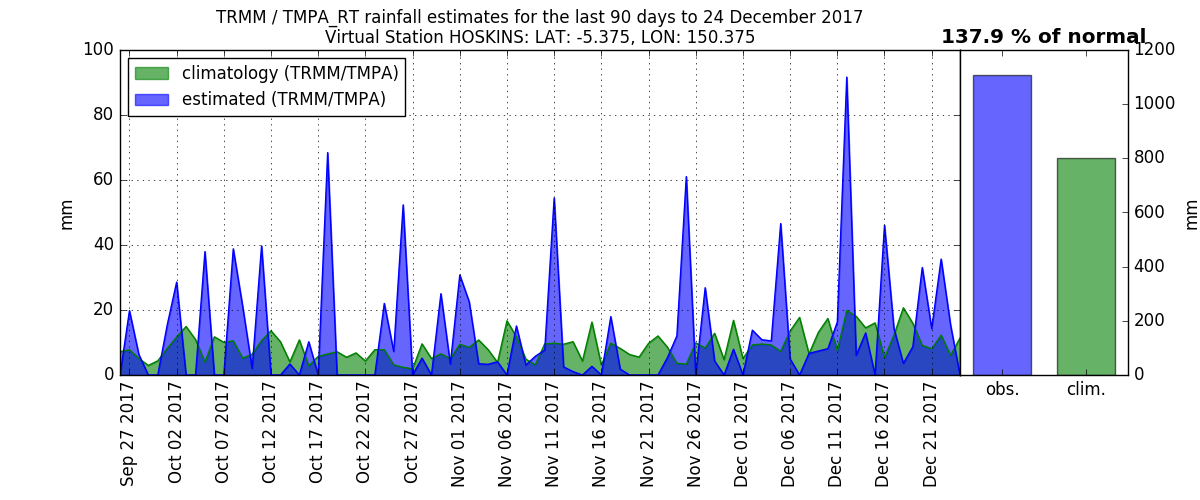 TRMM / TMPA_RT rainfall estimates for the last 90 days to 24 December 2017
Virtual Station HOSKINS: LAT: -5.375, LON: 150.375
137.9 % of normal
climatology (TRMM/TMPA)
estimated (TRMM/TMPA)
100
80
60
40
20
0
mm
1200
1000
800
600
400
200
0
mm
Sep 27 2017
Oct 02 2017
Oct 07 2017
Oct 12 2017
Oct 17 2017
Oct 22 2017
Oct 27 2017
Nov 01 2017
Nov 06 2017
Nov 11 2017
Nov 16 2017
Nov 21 2017
Nov 26 2017
Dec 01 2017
Dec 06 2017
Dec 11 2017
Dec 16 2017
Dec 21 2017
obs.
clim.